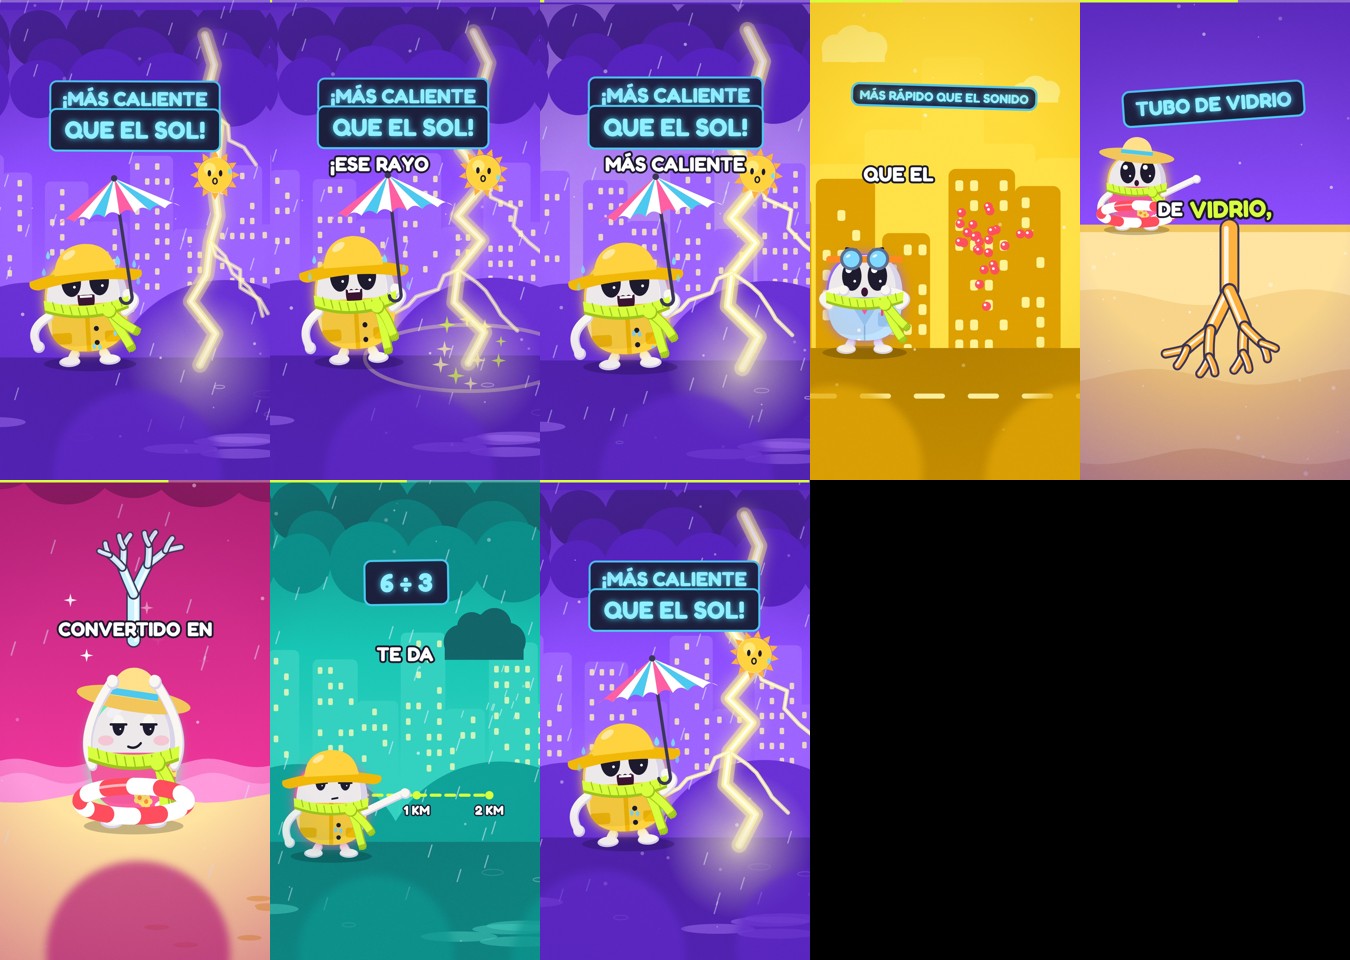 ¡MÁS CALIENTE
QUE EL SOL!
¡MÁS CALIENTE
QUE EL SOL!
¡ESE RAYO
¡MÁS CALIENTE
QUE EL SOL!
MÁS CALIENTE
MÁS RÁPIDO QUE EL SONIDO
QUE EL
TUBO DE VIDRIO
DE VIDRIO,
CONVERTIDO EN
6 ÷ 3
TE DA
1 KM
2 KM
¡MÁS CALIENTE
QUE EL SOL!